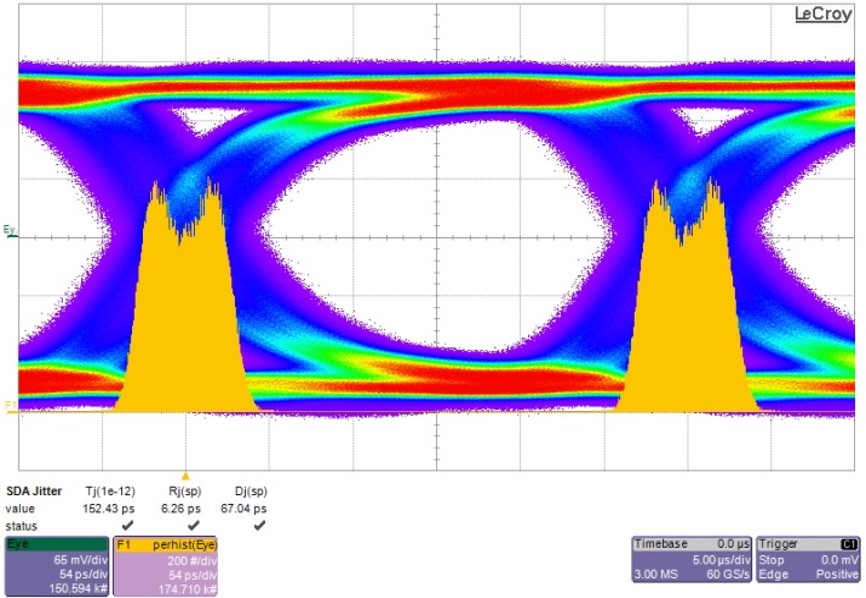 LeCroy
Ey
F1
SDA Jitter Tj(1e-12) Rj(sp) Dj(sp)
value 152.43 ps 6.26 ps 67.04 ps
status
Eye
65 mV/div
54 ps/div
150.594 k#
F1 perhist(Eye)
200 #/div
54 ps/div
174.710 k#
Timebase 0.0 µs
5.00 µs/div
3.00 MS 60 GS/s
Trigger C1
Stop 0.0 mV
Edge Positive